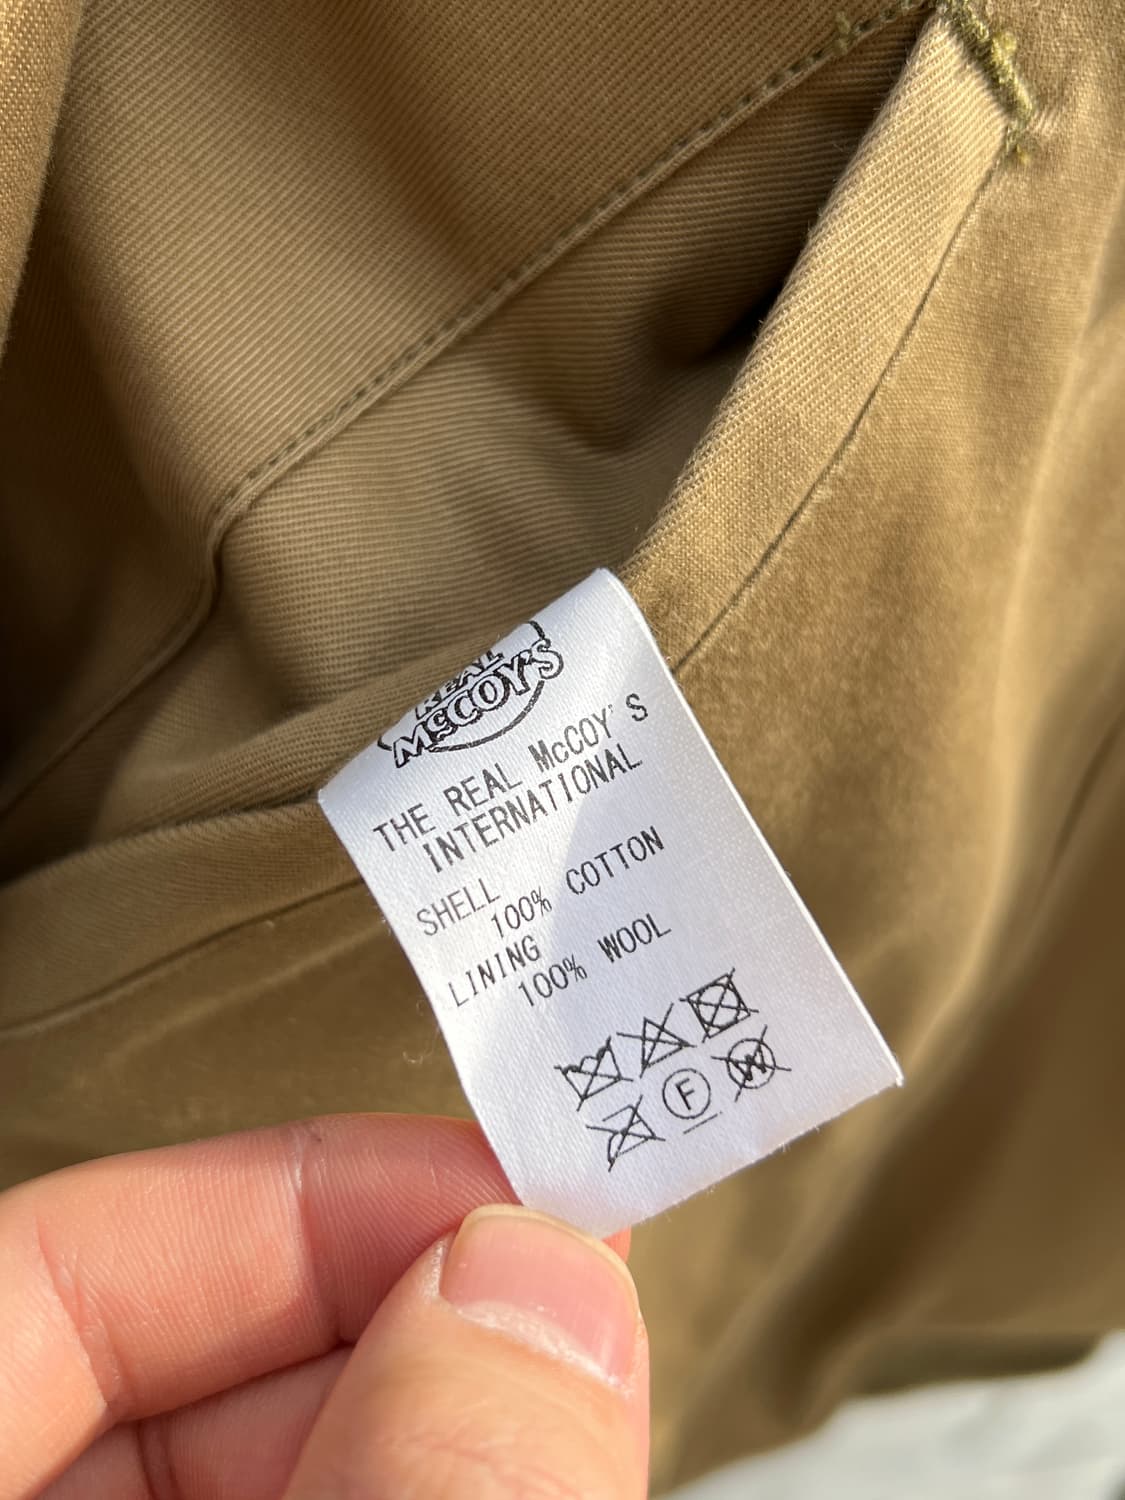 REAL
McCOY'S
THE REAL McCOY'S
INTERNATIONAL
SHELL
100% COTTON
LINING
100% WOOL
F
W